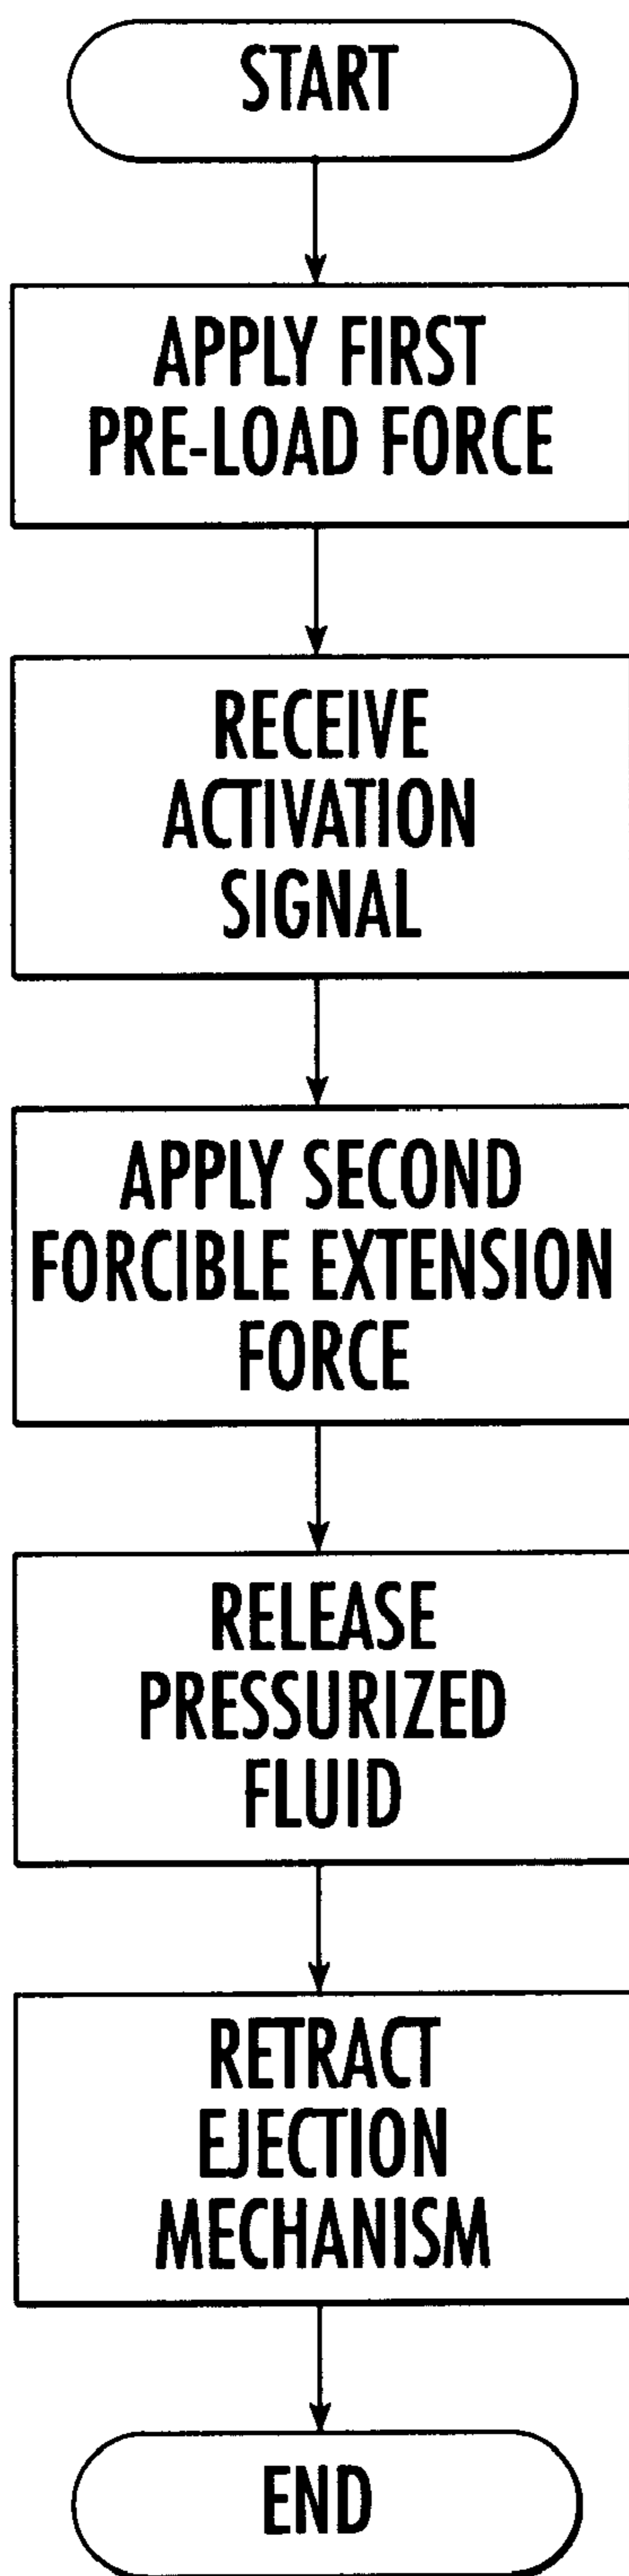 START
APPLY FIRST
PRE-LOAD FORCE
RECEIVE
ACTIVATION
SIGNAL
APPLY SECOND
FORCIBLE EXTENSION
FORCE
RELEASE
PRESSURIZED
FLUID
RETRACT
EJECTION
MECHANISM
END